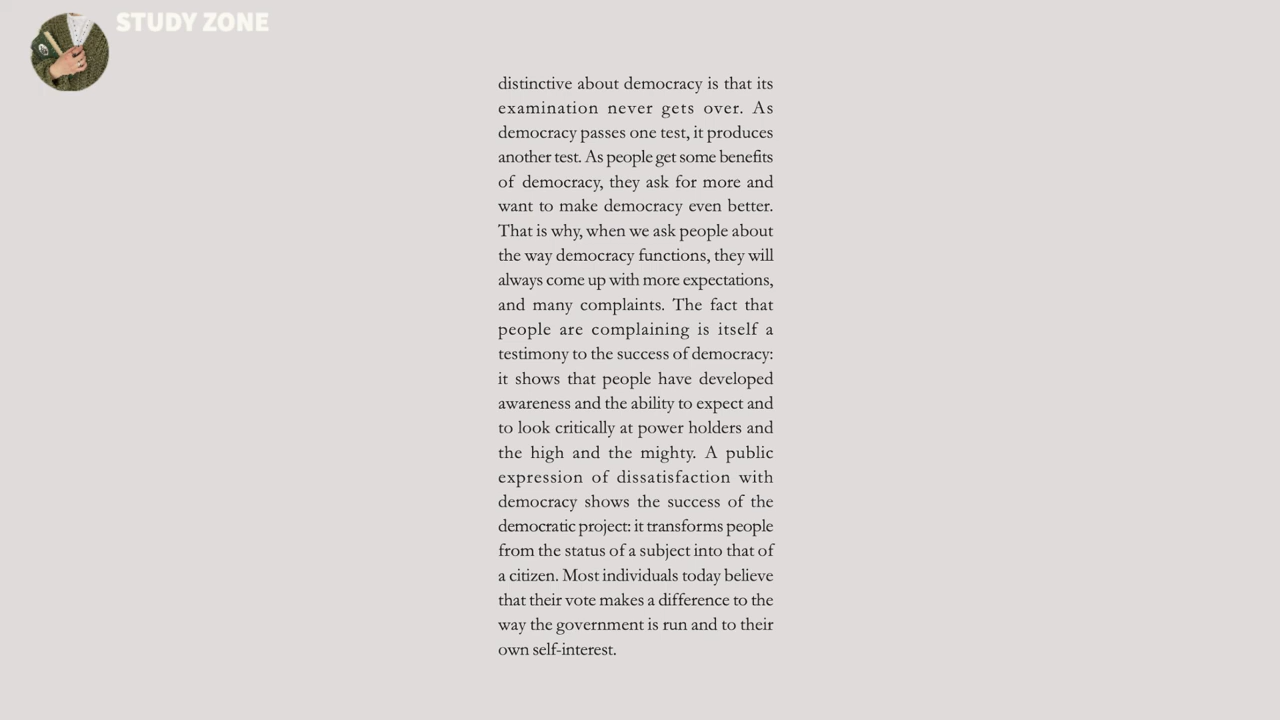 STUDY ZONE
distinctive about democracy is that its
examination never gets over. As
democracy passes one test, it produces
another test. As people get some benefits
of democracy, they ask for more and
want to make democracy even better.
That is why, when we ask people about
the way democracy functions, they will
always come up with more expectations,
and many complaints. The fact that
people are complaining is itself a
testimony to the success of democracy:
it shows that people have developed
awareness and the ability to expect and
to look critically at power holders and
the high and the mighty. A public
expression of dissatisfaction with
democracy shows the success of the
democratic project: it transforms people
from the status of a subject into that of
a citizen. Most individuals today believe
that their vote makes a difference to the
way the government is run and to their
own self-interest.